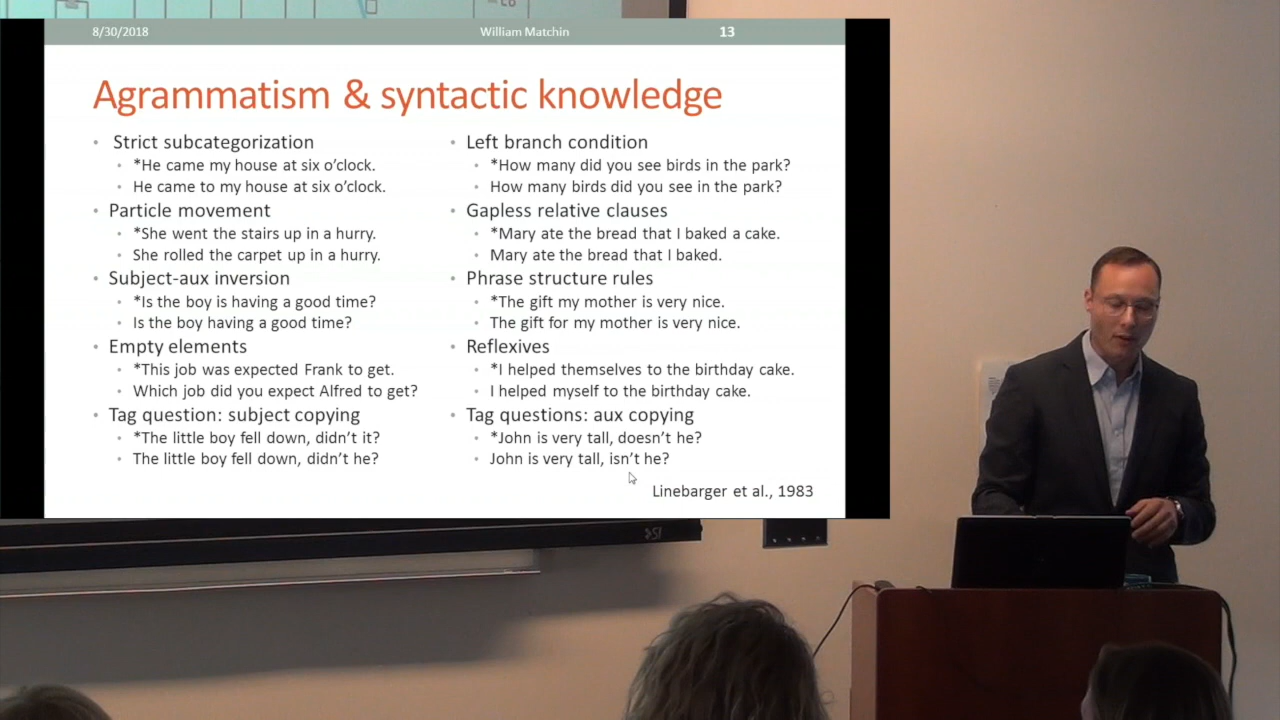 8/30/2018 William Matchin 13
Agrammatism & syntactic knowledge
• Strict subcategorization
• *He came my house at six o’clock.
• He came to my house at six o’clock.
• Particle movement
• *She went the stairs up in a hurry.
• She rolled the carpet up in a hurry.
• Subject-aux inversion
• *Is the boy is having a good time?
• Is the boy having a good time?
• Empty elements
• *This job was expected Frank to get.
• Which job did you expect Alfred to get?
• Tag question: subject copying
• *The little boy fell down, didn’t it?
• The little boy fell down, didn’t he?
• Left branch condition
• *How many did you see birds in the park?
• How many birds did you see in the park?
• Gapless relative clauses
• *Mary ate the bread that I baked a cake.
• Mary ate the bread that I baked.
• Phrase structure rules
• *The gift my mother is very nice.
• The gift for my mother is very nice.
• Reflexives
• *I helped themselves to the birthday cake.
• I helped myself to the birthday cake.
• Tag questions: aux copying
• *John is very tall, doesn’t he?
• John is very tall, isn’t he?
Linebarger et al., 1983